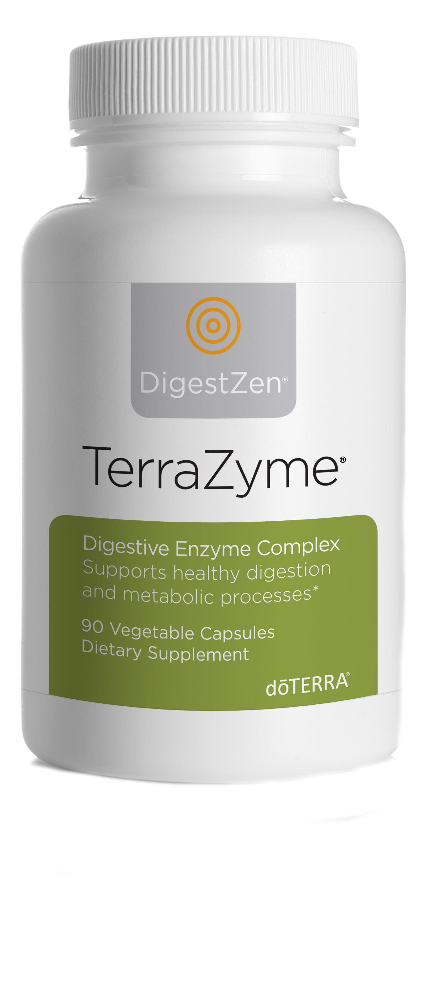 DigestZen®
TerraZyme®
Digestive Enzyme Complex
Supports healthy digestion
and metabolic processes*
90 Vegetable Capsules
Dietary Supplement
dōTERRA®